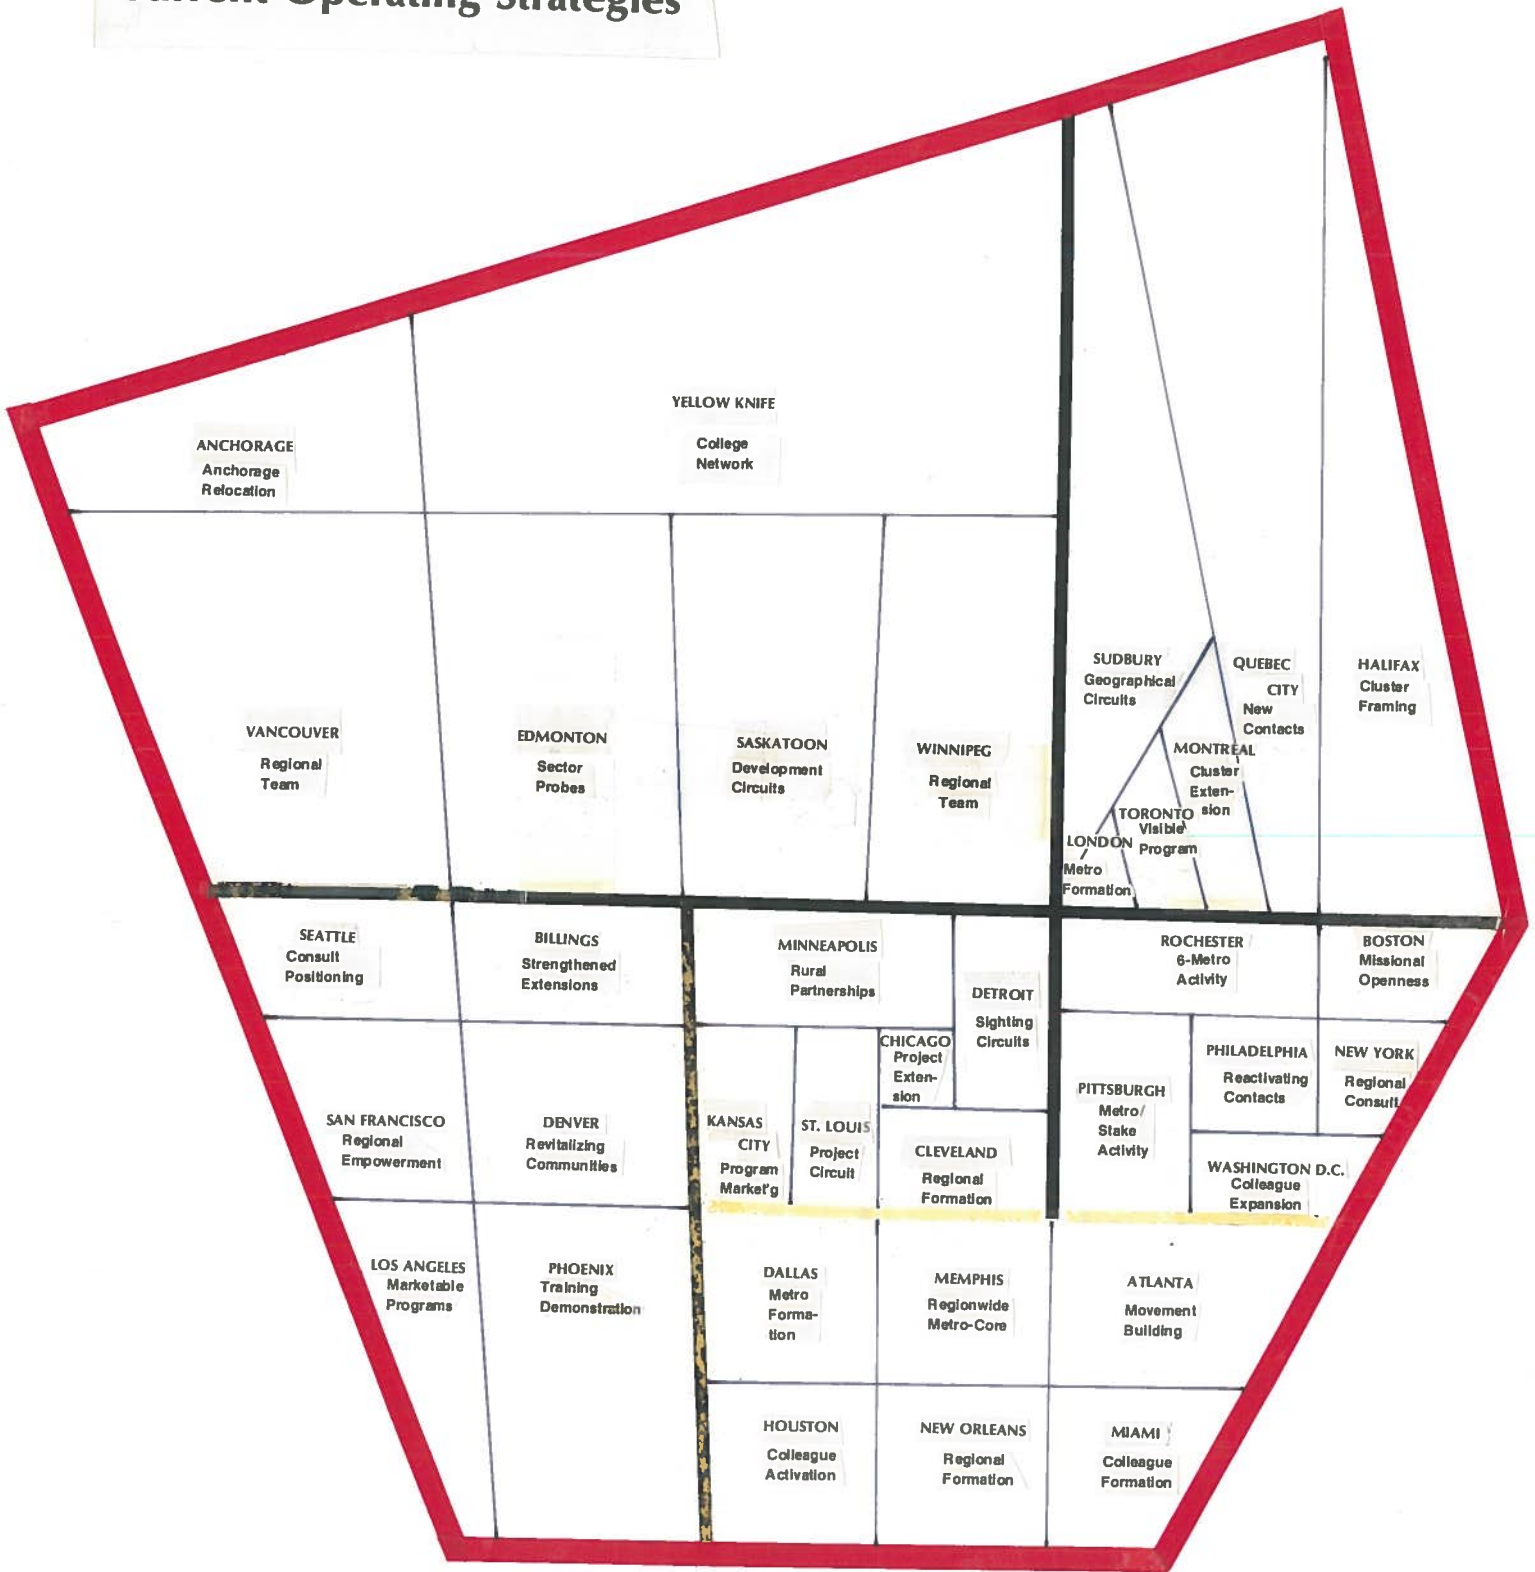 Operating Strategies
YELLOW KNIFE
College
Network
ANCHORAGE
Anchorage
Relocation
VANCOUVER
Regional
Team
EDMONTON
Sector
Probes
SASKATOON
Development
Circuits
WINNIPEG
Regional
Team
SUDBURY
Geographical
Circuits
QUEBEC
CITY
New
Contacts
HALIFAX
Cluster
Framing
MONTREAL
Cluster
Exten-
sion
TORONTO
Visible
Program
LONDON
Metro
Formation
SEATTLE
Consult
Positioning
BILLINGS
Strengthened
Extensions
MINNEAPOLIS
Rural
Partnerships
DETROIT
Sighting
Circuits
ROCHESTER
6-Metro
Activity
BOSTON
Missional
Openness
CHICAGO
Project
Exten-
sion
PHILADELPHIA
Reactivating
Contacts
NEW YORK
Regional
Consult
PITTSBURGH
Metro/
Stake
Activity
SAN FRANCISCO
Regional
Empowerment
DENVER
Revitalizing
Communities
KANSAS
CITY
Program
Market'g
ST. LOUIS
Project
Circuit
CLEVELAND
Regional
Formation
WASHINGTON D.C.
Colleague
Expansion
LOS ANGELES
Marketable
Programs
PHOENIX
Training
Demonstration
DALLAS
Metro
Forma-
tion
MEMPHIS
Regionwide
Metro-Core
ATLANTA
Movement
Building
HOUSTON
Colleague
Activation
NEW ORLEANS
Regional
Formation
MIAMI
Colleague
Formation